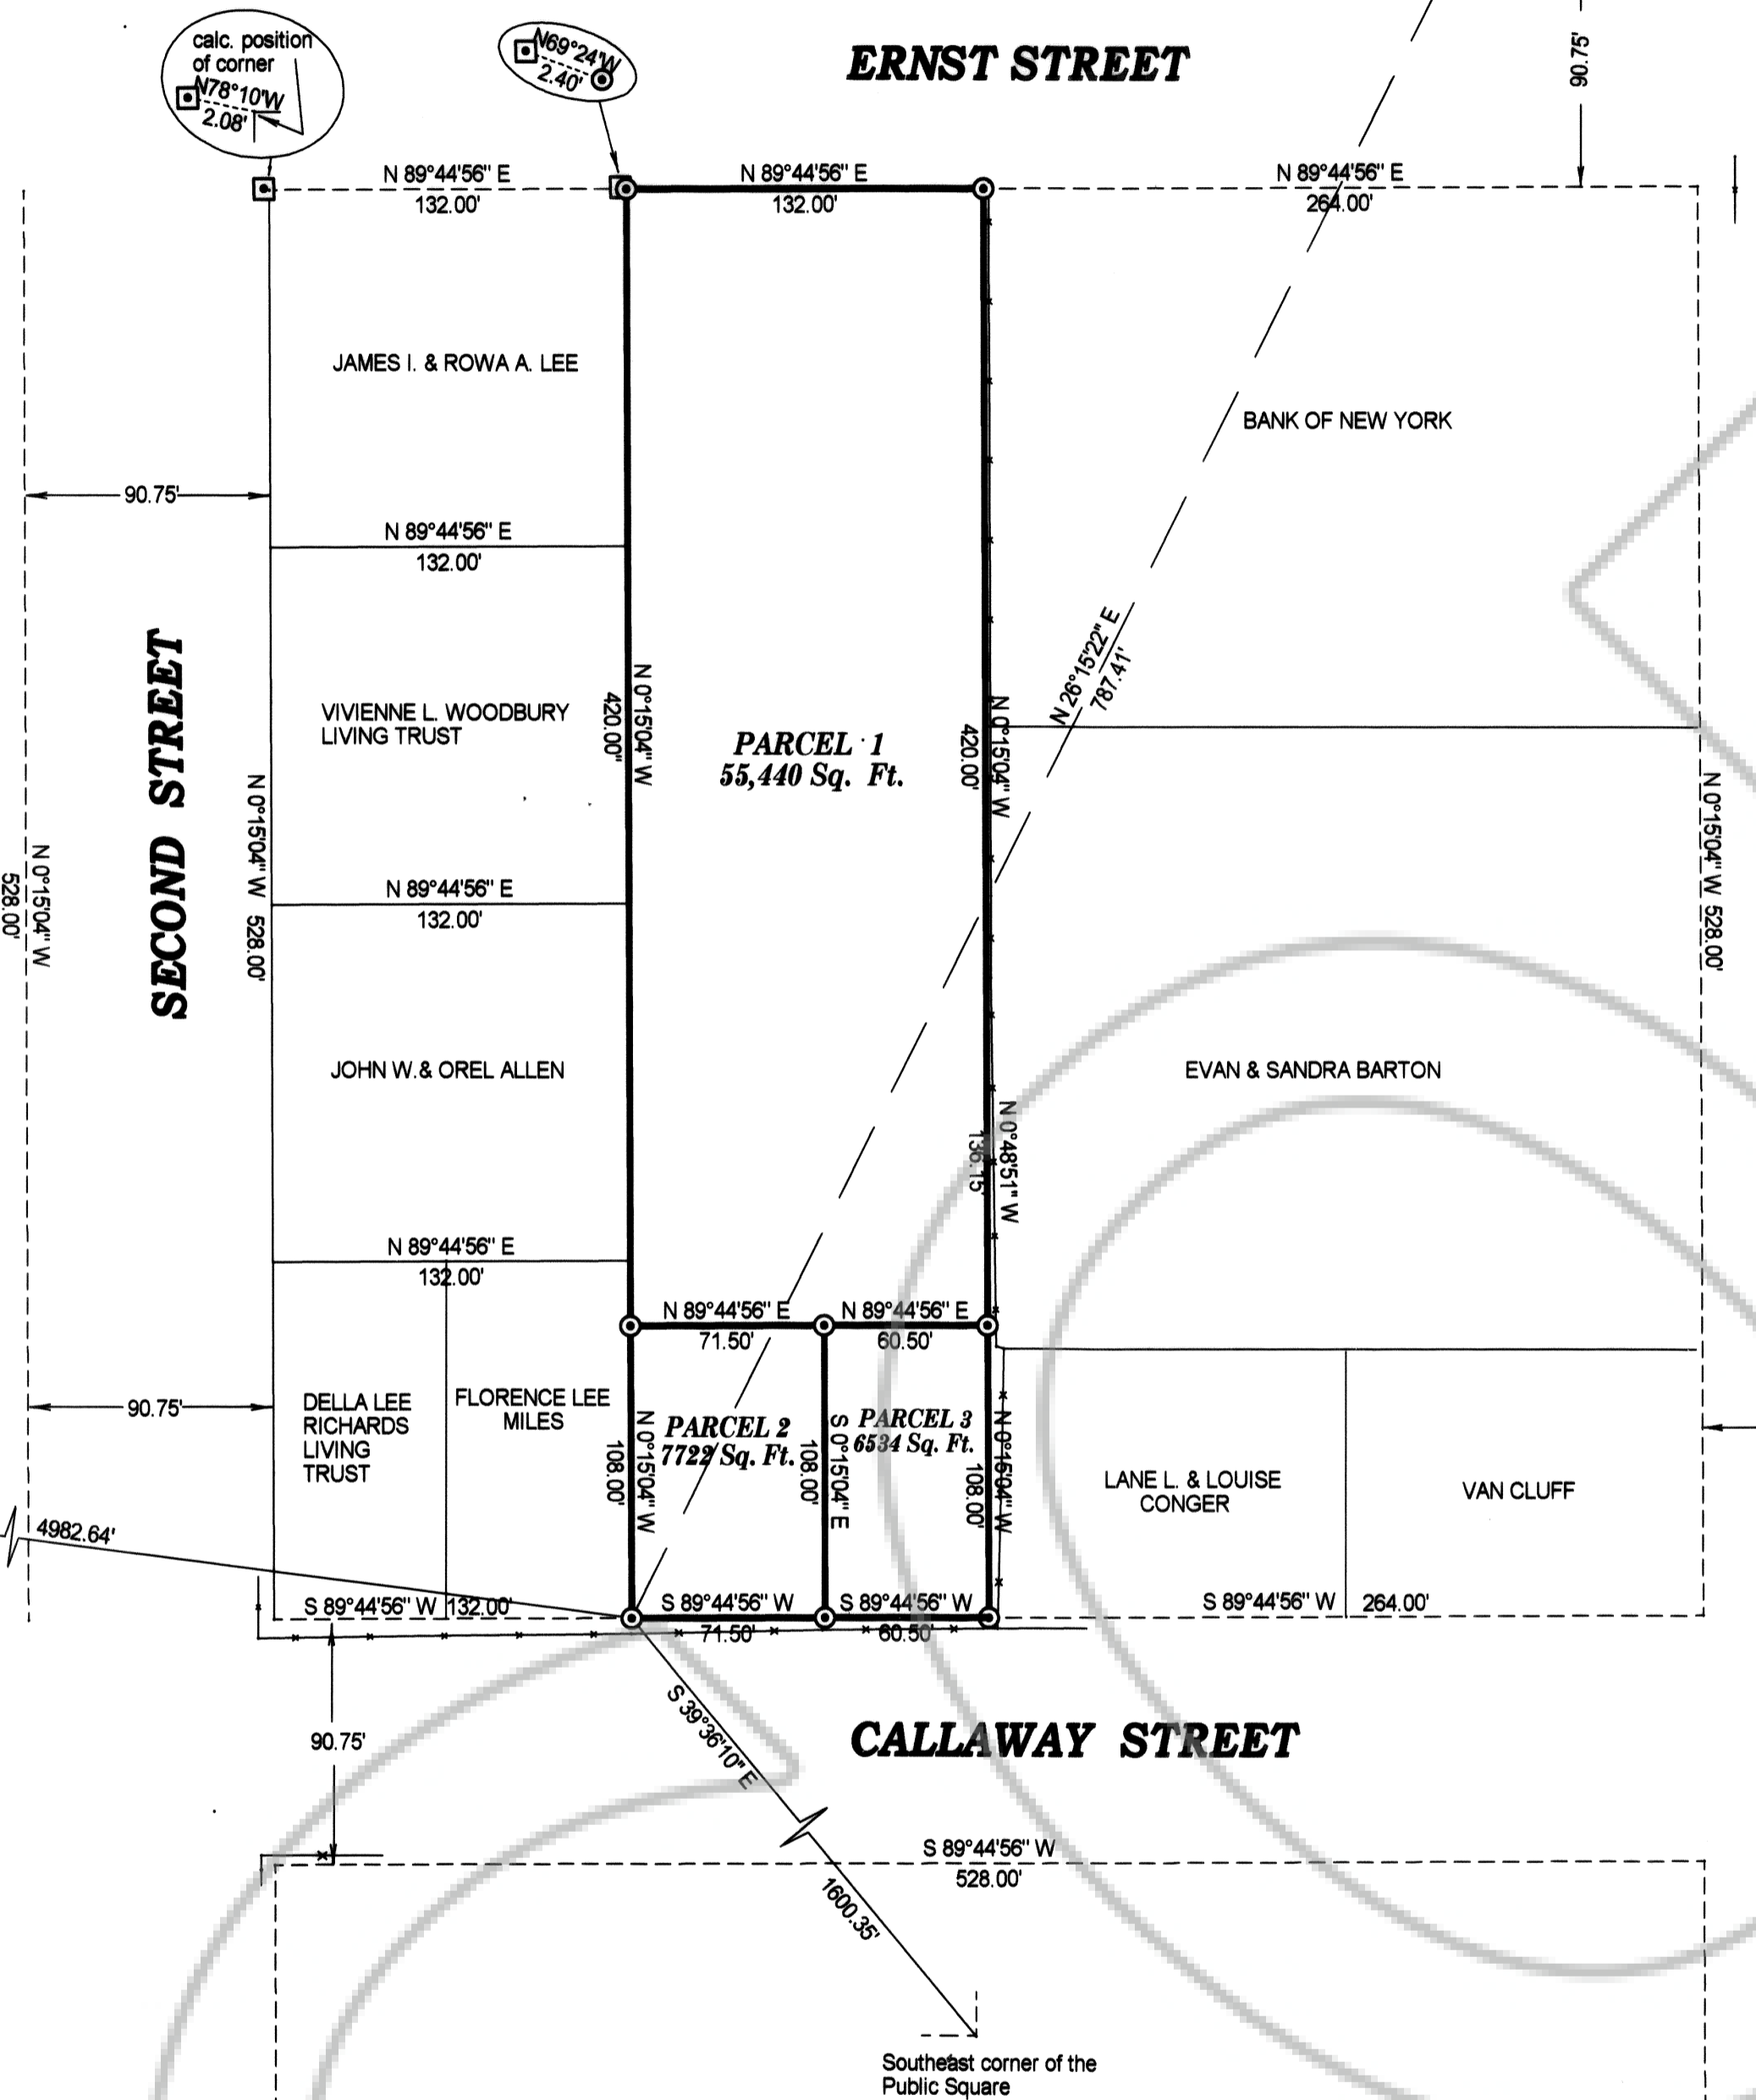 calc. position
of corner
N78°10'W
2.08'
N69°24'W
2.40'
ERNST STREET
90.75'
N 89°44'56" E
132.00'
N 89°44'56" E
132.00'
N 89°44'56" E
264.00'
JAMES I. & ROWA A. LEE
BANK OF NEW YORK
90.75'
N 89°44'56" E
132.00'
SECOND STREET
VIVIENNE L. WOODBURY
LIVING TRUST
N 0°15'04" W
420.00"
PARCEL 1
55,440 Sq. Ft.
N 0°15'04" W
420.00'
N 26°15'22" E
787.41'
N 0°15'04" W 528.00'
N 0°15'04" W 528.00'
N 0°15'04" W
528.00'
N 89°44'56" E
132.00'
JOHN W.& OREL ALLEN
EVAN & SANDRA BARTON
N 0°48'51" W
136.15'
N 89°44'56" E
132.00'
N 89°44'56" E
71.50'
N 89°44'56" E
60.50'
90.75'
DELLA LEE
RICHARDS
LIVING
TRUST
FLORENCE LEE
MILES
N 0°15'04" W
108.00'
PARCEL 2
7722 Sq. Ft.
S 0°15'04" E
108.00'
PARCEL 3
6534 Sq. Ft.
N 0°15'04" W
108.00'
LANE L. & LOUISE
CONGER
VAN CLUFF
4982.64'
S 89°44'56" W 132.00'
S 89°44'56" W
71.50'
S 89°44'56" W
60.50'
S 89°44'56" W 264.00'
90.75'
S 39°36'10" E
1600.35'
CALLAWAY STREET
S 89°44'56" W
528.00'
Southeast corner of the
Public Square